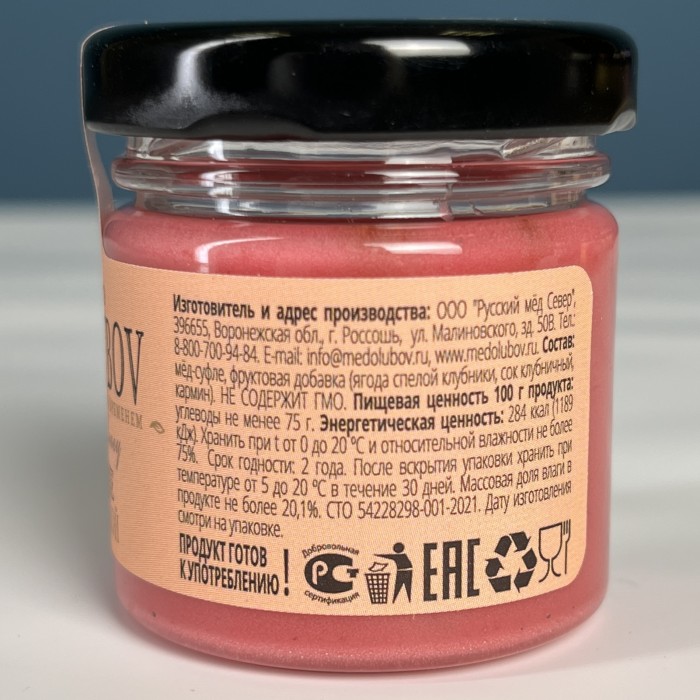 BOV
Изготовитель и адрес производства: ООО "Русский мёд Север",
396655, Воронежская обл., г. Россошь, ул. Малиновского, зд. 50В. Тел.:
8-800-700-94-84. E-mail: info@medolubov.ru, www.medolubov.ru. Состав:
мёд-суфле, фруктовая добавка (ягода спелой клубники, сок клубничный,
кармин). НЕ СОДЕРЖИТ ГМО. Пищевая ценность 100 г продукта:
углеводы не менее 75 г. Энергетическая ценность: 284 ккал (1189
кДж) Хранить при t от 0 до 20 °С и относительной влажности не более
75%. Срок годности: 2 года. После вскрытия упаковки хранить при
температуре от 5 до 20 °С в течение 30 дней. Массовая доля влаги в
продукте не более 20,1%. СТО 54228298-001-2021. Дату изготовления
смотри на упаковке.
ПРОДУКТ ГОТОВ
К УПОТРЕБЛЕНИЮ!
Добровольная
РСТ
сертификация
EAC